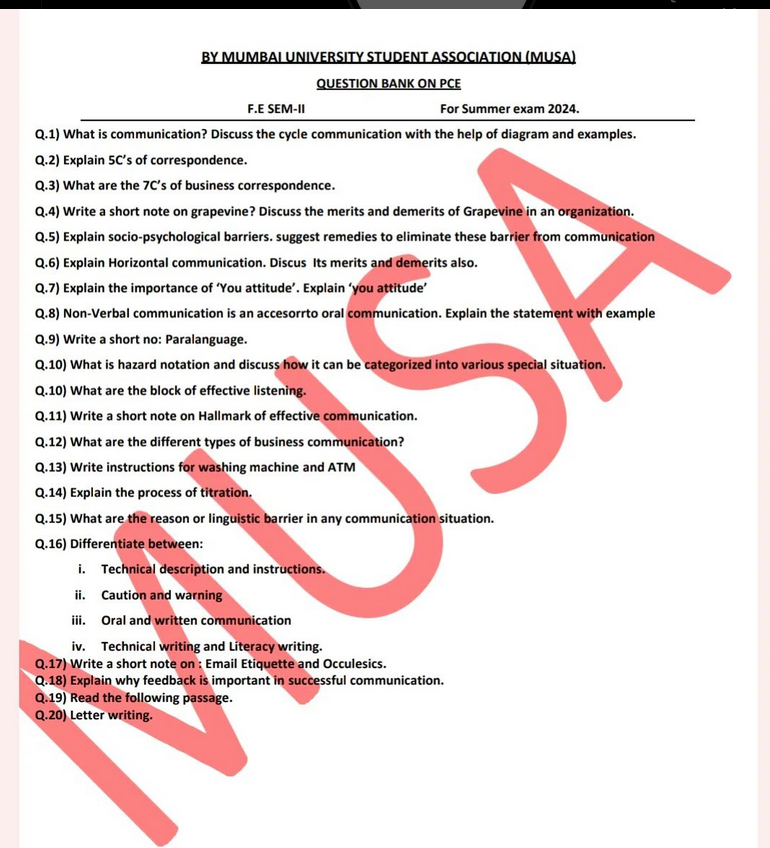 BY MUMBAI UNIVERSITY STUDENT ASSOCIATION (MUSA)
QUESTION BANK ON PCE
F.E SEM-II For Summer exam 2024.
Q.1) What is communication? Discuss the cycle communication with the help of diagram and examples.
Q.2) Explain 5C’s of correspondence.
Q.3) What are the 7C’s of business correspondence.
Q.4) Write a short note on grapevine? Discuss the merits and demerits of Grapevine in an organization.
Q.5) Explain socio-psychological barriers. suggest remedies to eliminate these barrier from communication
Q.6) Explain Horizontal communication. Discus Its merits and demerits also.
Q.7) Explain the importance of ‘You attitude’. Explain ‘you attitude’
Q.8) Non-Verbal communication is an accesorrto oral communication. Explain the statement with example
Q.9) Write a short no: Paralanguage.
Q.10) What is hazard notation and discuss how it can be categorized into various special situation.
Q.10) What are the block of effective listening.
Q.11) Write a short note on Hallmark of effective communication.
Q.12) What are the different types of business communication?
Q.13) Write instructions for washing machine and ATM
Q.14) Explain the process of titration.
Q.15) What are the reason or linguistic barrier in any communication situation.
Q.16) Differentiate between:
i. Technical description and instructions.
ii. Caution and warning
iii. Oral and written communication
iv. Technical writing and Literacy writing.
Q.17) Write a short note on : Email Etiquette and Occulesics.
Q.18) Explain why feedback is important in successful communication.
Q.19) Read the following passage.
Q.20) Letter writing.
MUSA